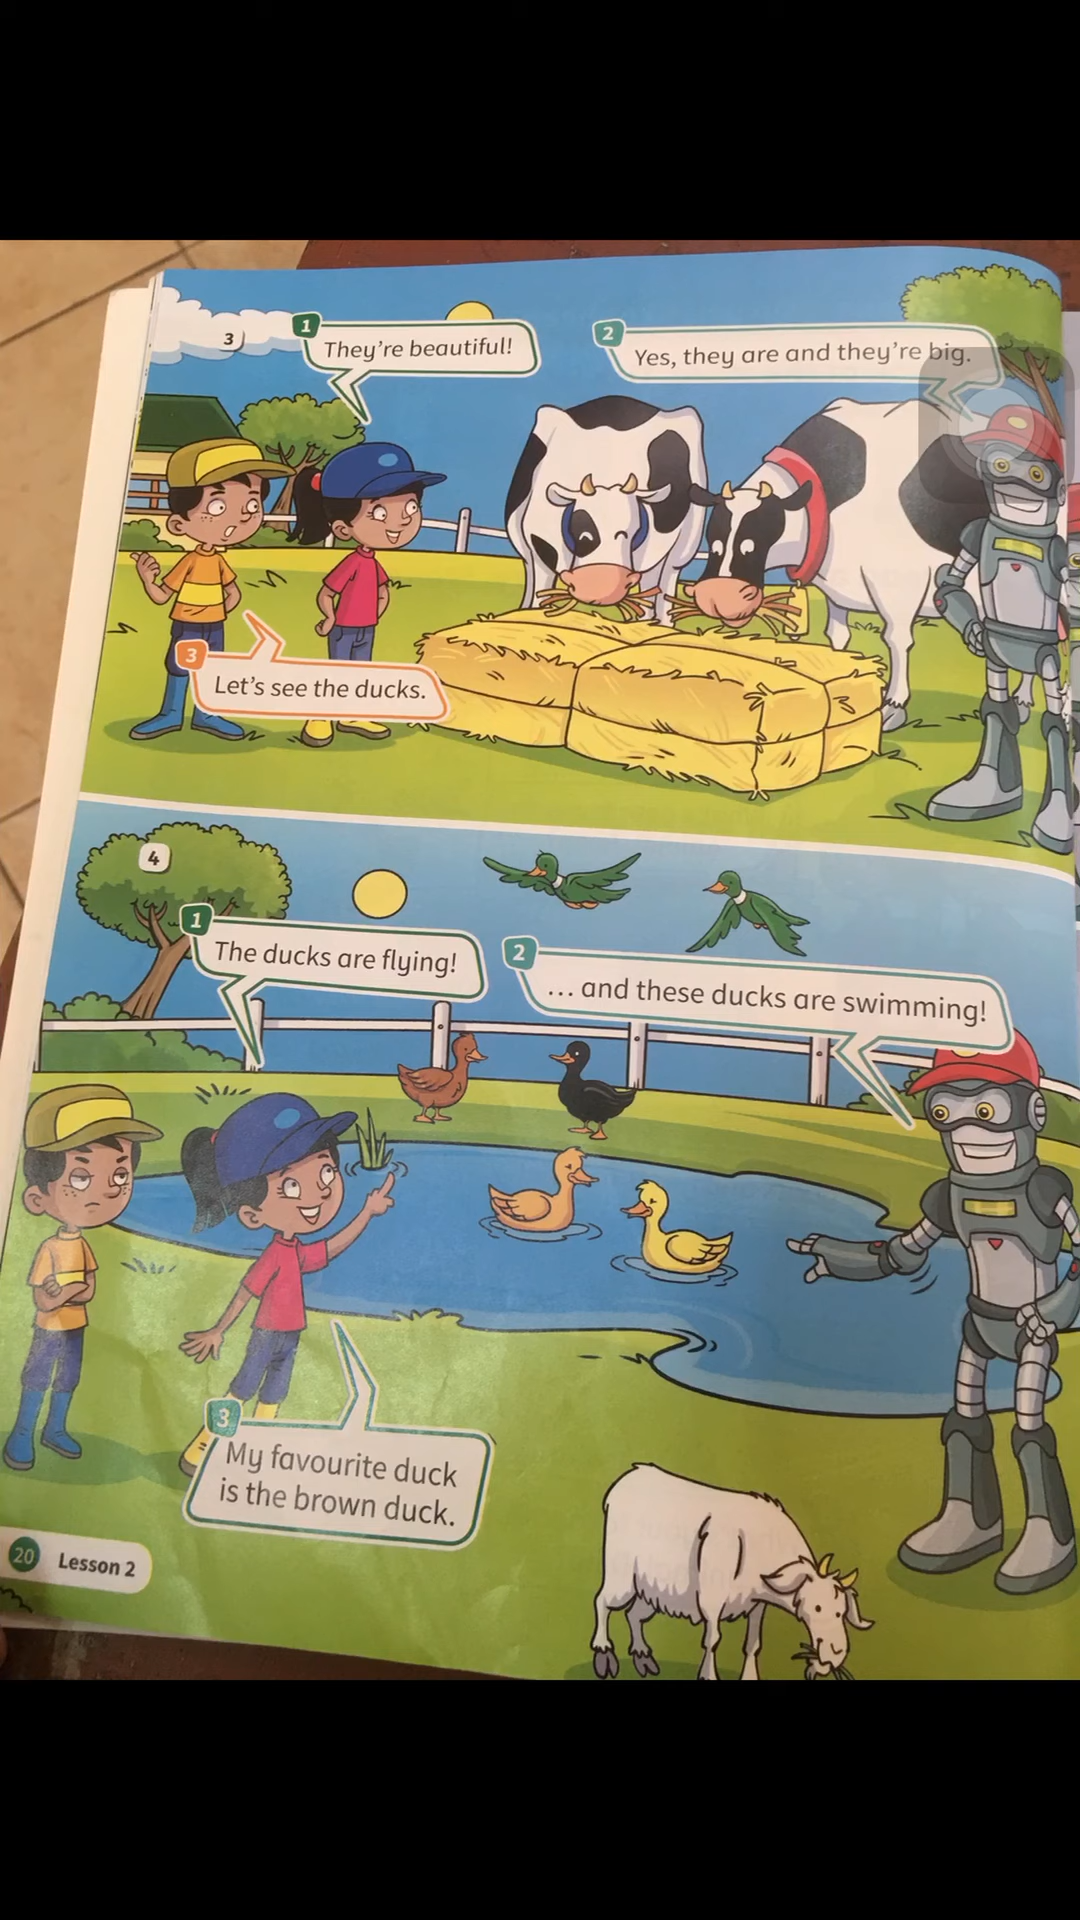 3
1
They're beautiful!
2
Yes, they are and they're big.
3
Let's see the ducks.
4
1
The ducks are flying!
2
... and these ducks are swimming!
3
My favourite duck
is the brown duck.
20 Lesson 2